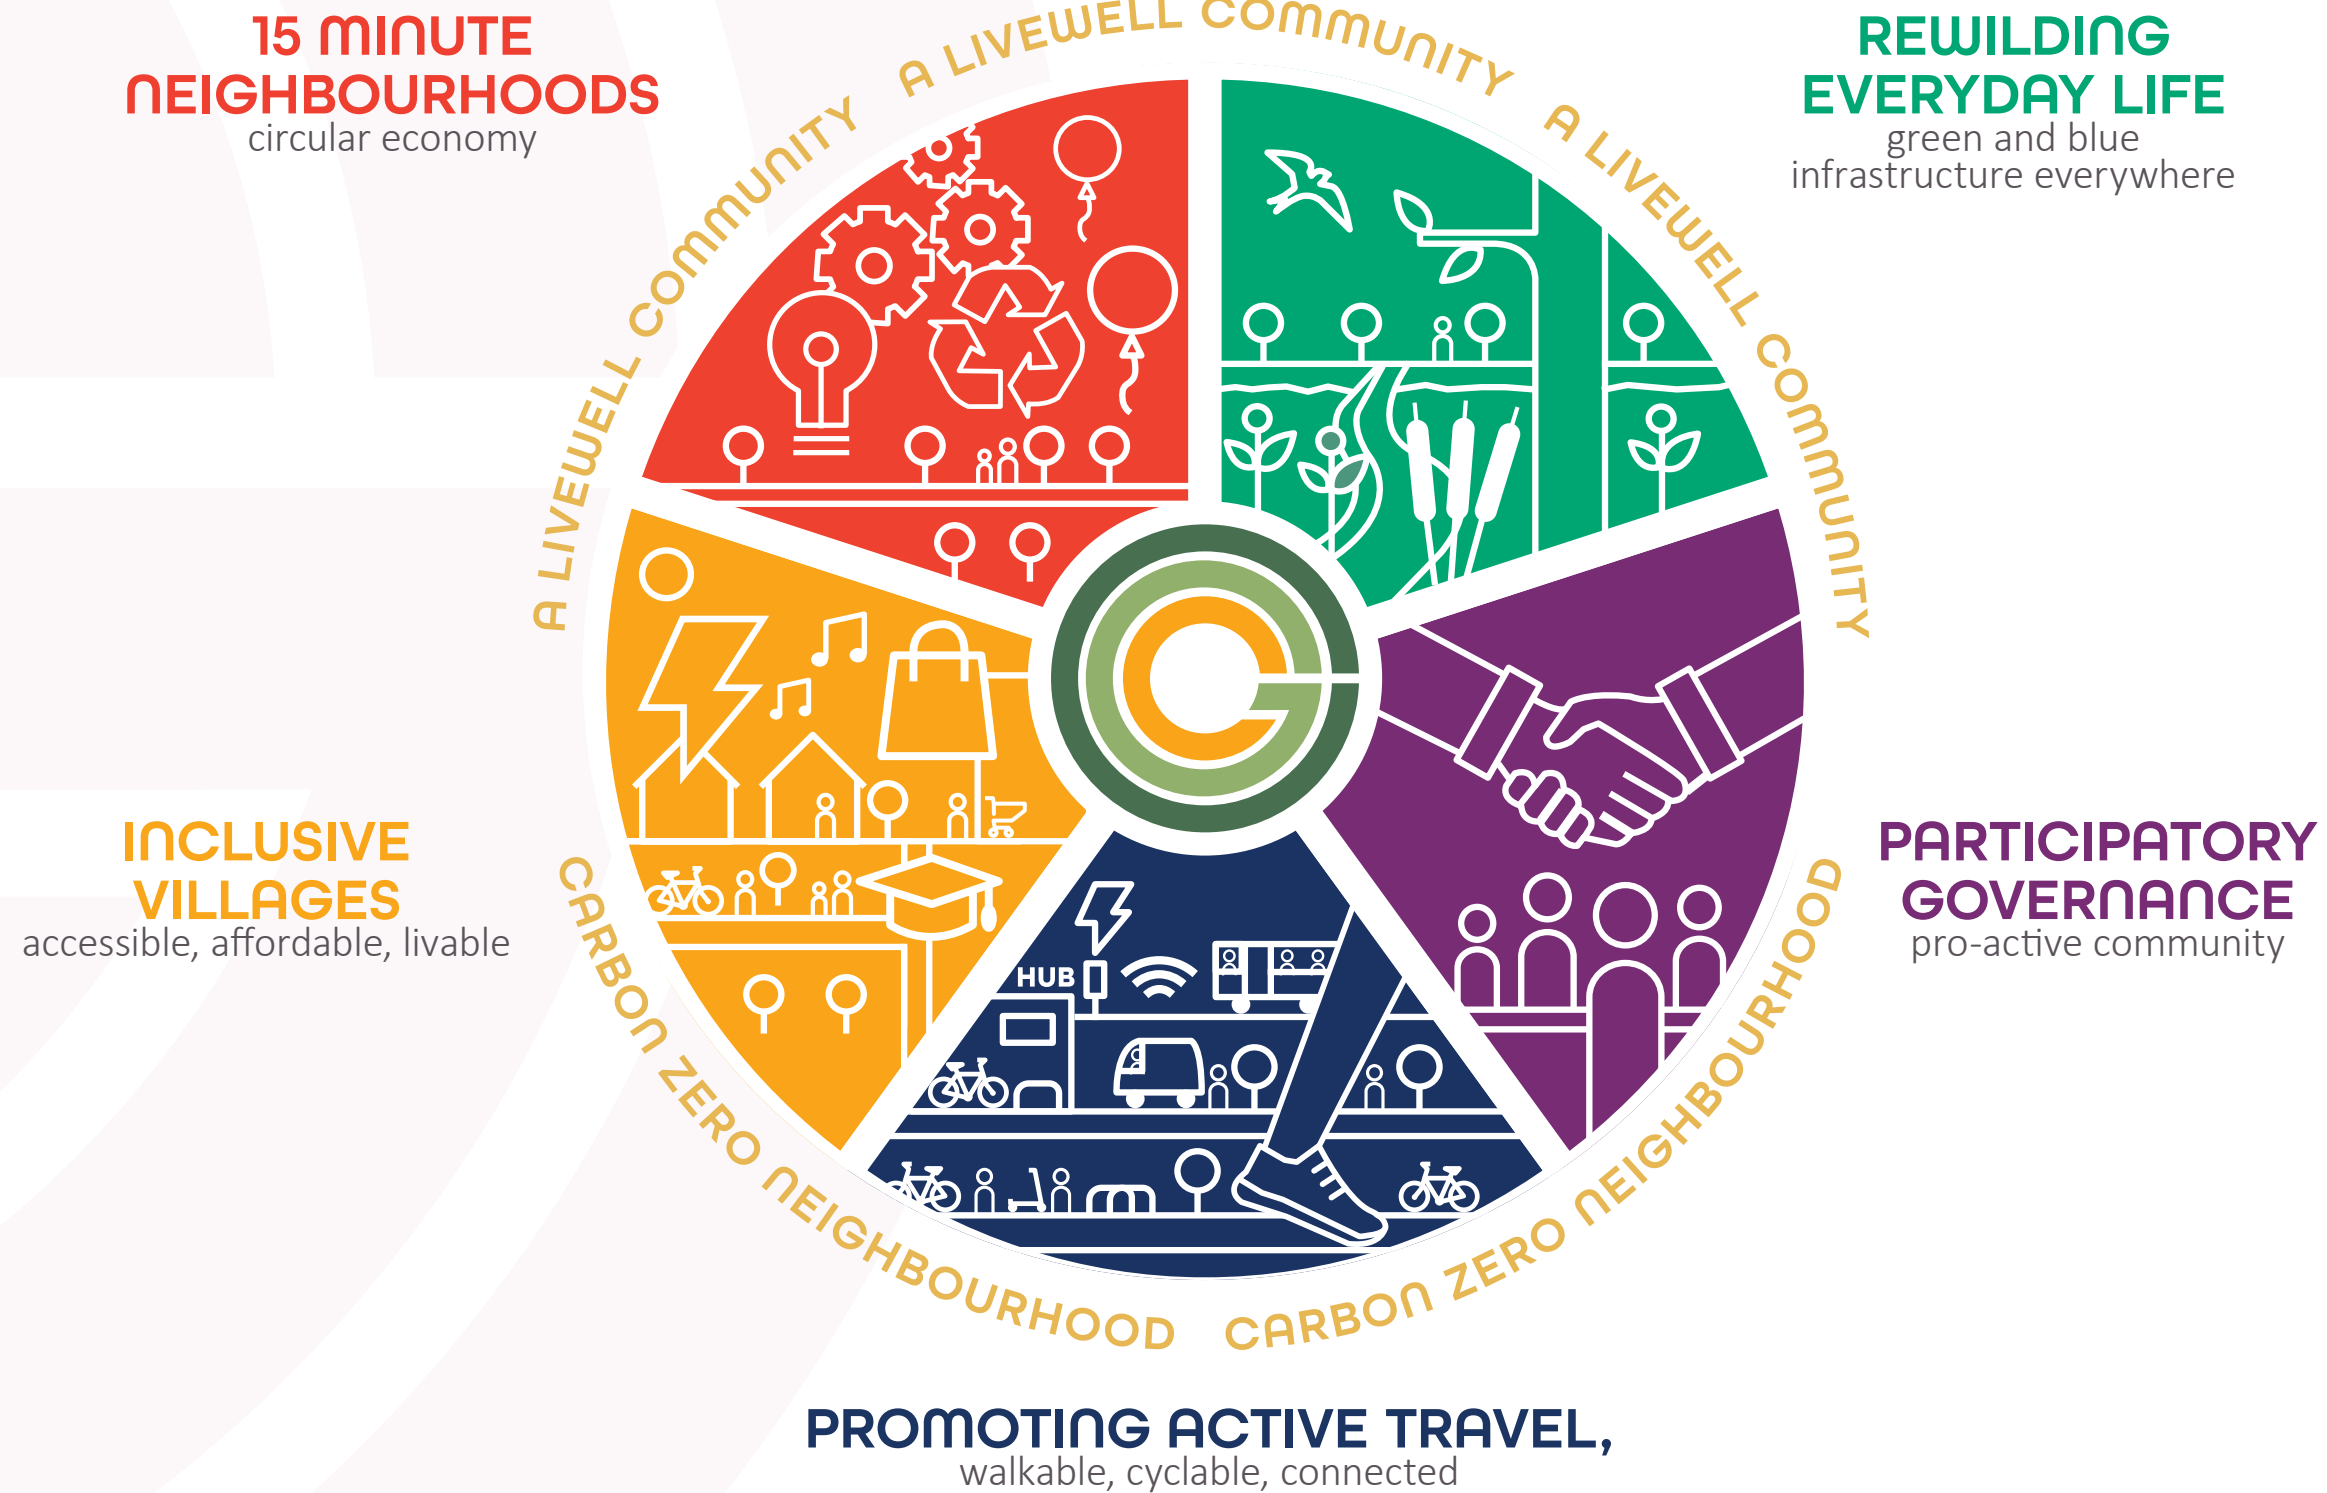 15 MINUTE
NEIGHBOURHOODS
circular economy
REWILDING
EVERYDAY LIFE
green and blue
infrastructure everywhere
A LIVEWELL COMMUNITY A LIVEWELL COMMUNITY A LIVEWELL COMMUNITY
INCLUSIVE
VILLAGES
accessible, affordable, livable
PARTICIPATORY
GOVERNANCE
pro-active community
HUB
CARBON ZERO NEIGHBOURHOOD CARBON ZERO NEIGHBOURHOOD
PROMOTING ACTIVE TRAVEL,
walkable, cyclable, connected